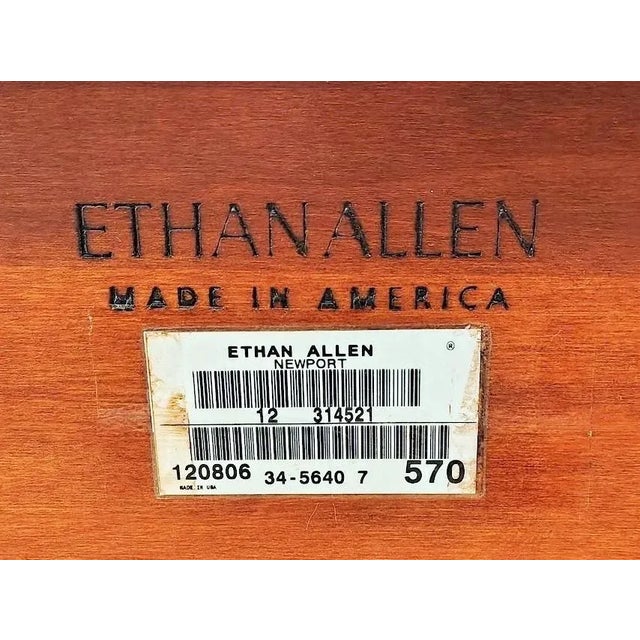 ETHAN ALLEN
MADE IN AMERICA
ETHAN ALLEN ®
NEWPORT
12 314521
120806 34-5640 7 570
MADE IN USA